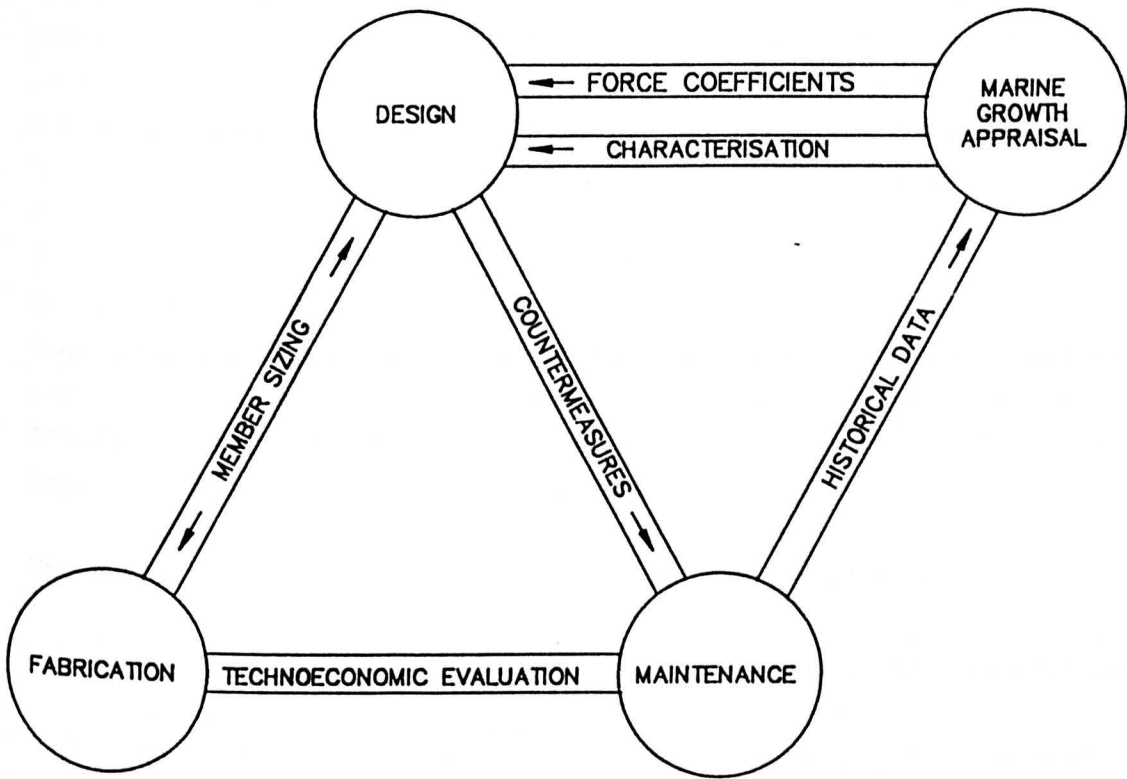 FORCE COEFFICIENTS
DESIGN
MARINE
GROWTH
APPRAISAL
CHARACTERISATION
MEMBER SIZING
COUNTERMEASURES
HISTORICAL DATA
FABRICATION
TECHNOECONOMIC EVALUATION
MAINTENANCE